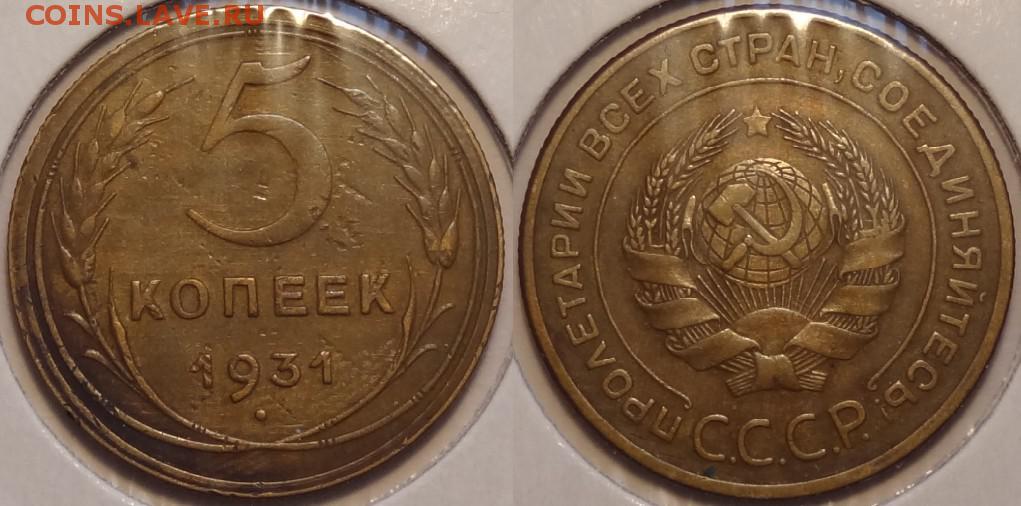 COINS.LAVE.RU
5
КОПЕЕК
1931
ПРОЛЕТАРИИ ВСЕХ СТРАН, СОЕДИНЯЙТЕСЬ!
С.С.С.Р.